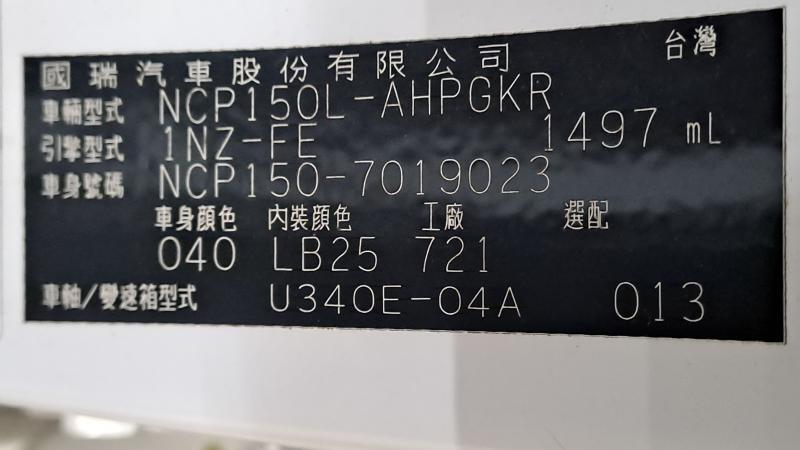 國瑞汽車股份有限公司 台灣
車輛型式 NCP150L-AHPGKR
引擎型式 1NZ-FE 1497 mL
車身號碼 NCP150-7019023
車身顏色 內裝顏色 工廠 選配
040 LB25 721
車軸/變速箱型式 U340E-04A 013